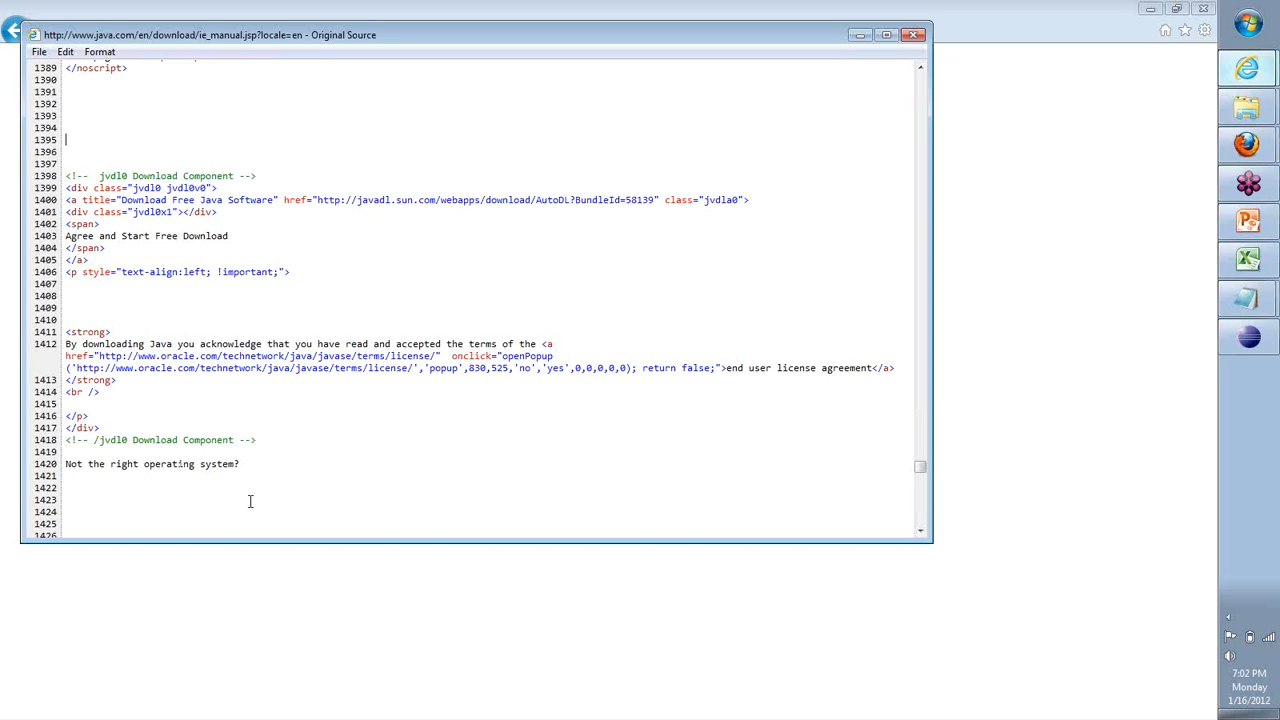 http://www.java.com/en/download/ie_manual.jsp?locale=en - Original Source
File Edit Format
1389 </noscript>
1390
1391
1392
1393
1394
1395
1396
1397
1398 <!-- jvdl0 Download Component -->
1399 <div class="jvdl0 jvdl0v0">
1400 <a title="Download Free Java Software" href="http://javadl.sun.com/webapps/download/AutoDL?BundleId=58139" class="jvdla0">
1401 <div class="jvdl0x1"></div>
1402 <span>
1403 Agree and Start Free Download
1404 </span>
1405 </a>
1406 <p style="text-align:left; !important;">
1407
1408
1409
1410
1411 <strong>
1412 By downloading Java you acknowledge that you have read and accepted the terms of the <a
href="http://www.oracle.com/technetwork/java/javase/terms/license/" onclick="openPopup
('http://www.oracle.com/technetwork/java/javase/terms/license/','popup',830,525,'no','yes',0,0,0,0,0); return false;">end user license agreement</a>
1413 </strong>
1414 <br />
1415
1416 </p>
1417 </div>
1418 <!-- /jvdl0 Download Component -->
1419
1420 Not the right operating system?
1421
1422
1423
1424
1425
1426
7:02 PM
Monday
1/16/2012